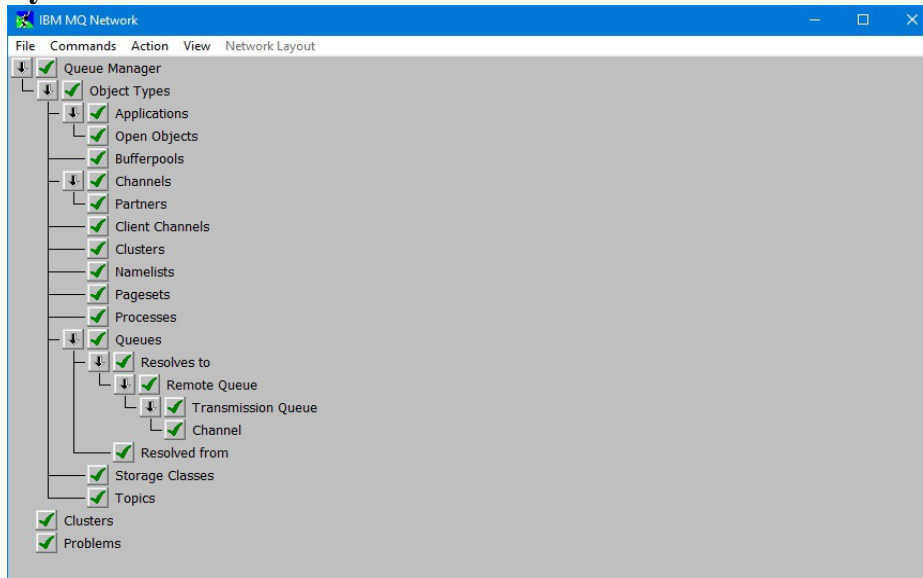 IBM MQ Network
File Commands Action View Network Layout
Queue Manager
Object Types
Applications
Open Objects
Bufferpools
Channels
Partners
Client Channels
Clusters
Namelists
Pagesets
Processes
Queues
Resolves to
Remote Queue
Transmission Queue
Channel
Resolved from
Storage Classes
Topics
Clusters
Problems